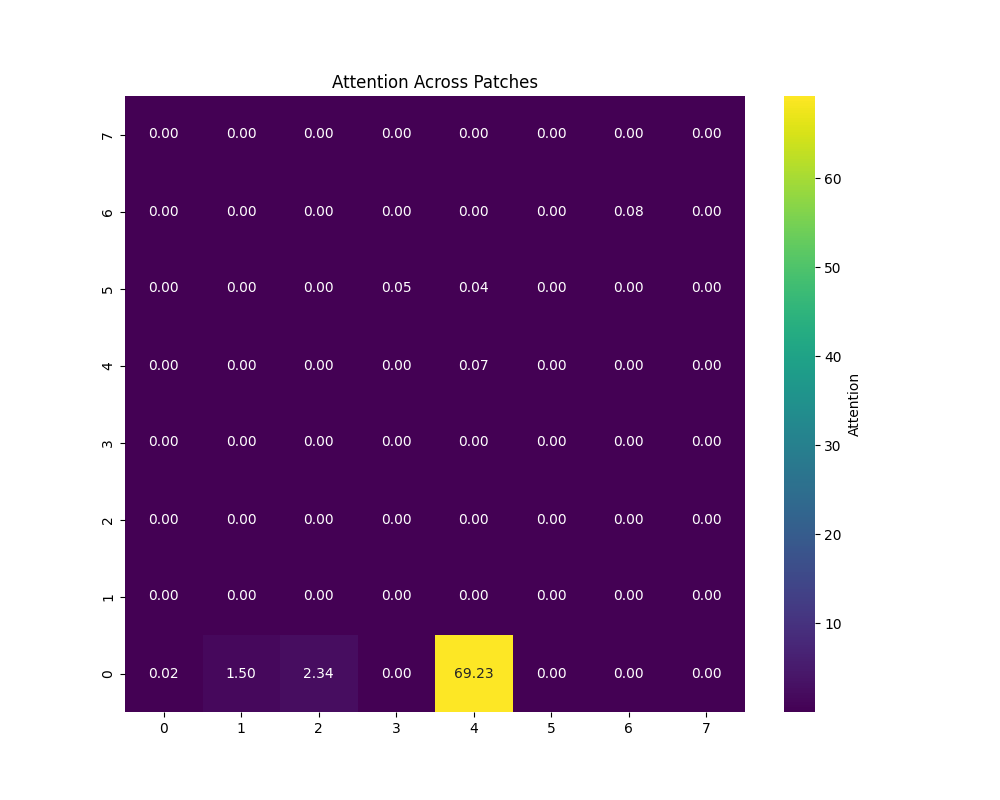 Attention Across Patches
7 0.00 0.00 0.00 0.00 0.00 0.00 0.00 0.00
6 0.00 0.00 0.00 0.00 0.00 0.00 0.08 0.00
5 0.00 0.00 0.00 0.05 0.04 0.00 0.00 0.00
4 0.00 0.00 0.00 0.00 0.07 0.00 0.00 0.00
3 0.00 0.00 0.00 0.00 0.00 0.00 0.00 0.00
2 0.00 0.00 0.00 0.00 0.00 0.00 0.00 0.00
1 0.00 0.00 0.00 0.00 0.00 0.00 0.00 0.00
0 0.02 1.50 2.34 0.00 69.23 0.00 0.00 0.00
0 1 2 3 4 5 6 7
60
50
40
30
20
10
Attention